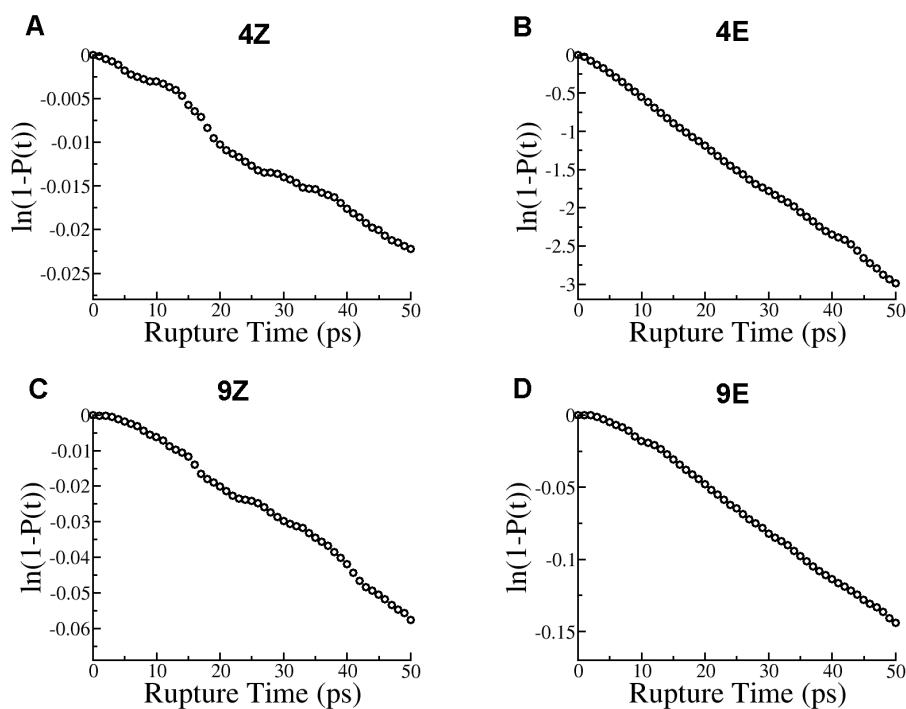 A
4Z
0
-0.005
-0.01
-0.015
-0.02
-0.025
ln(1-P(t))
0 10 20 30 40 50
Rupture Time (ps)
B
4E
0
-0.5
-1
-1.5
-2
-2.5
-3
ln(1-P(t))
0 10 20 30 40 50
Rupture Time (ps)
C
9Z
0
-0.01
-0.02
-0.03
-0.04
-0.05
-0.06
ln(1-P(t))
0 10 20 30 40 50
Rupture Time (ps)
D
9E
0
-0.05
-0.1
-0.15
ln(1-P(t))
0 10 20 30 40 50
Rupture Time (ps)